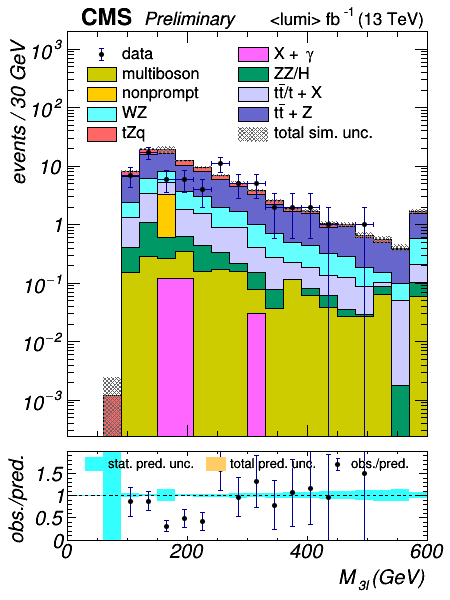 CMS Preliminary <lumi> fb⁻¹ (13 TeV)
events / 30 GeV
10³
10²
10
1
10⁻¹
10⁻²
10⁻³
data
multiboson
nonprompt
WZ
tZq
X + γ
ZZ/H
tt̄/t + X
tt̄ + Z
total sim. unc.
obs./pred.
1.5
1
0.5
0
stat. pred. unc. total pred. unc. obs./pred.
0 200 400 600
M₃ₗ (GeV)